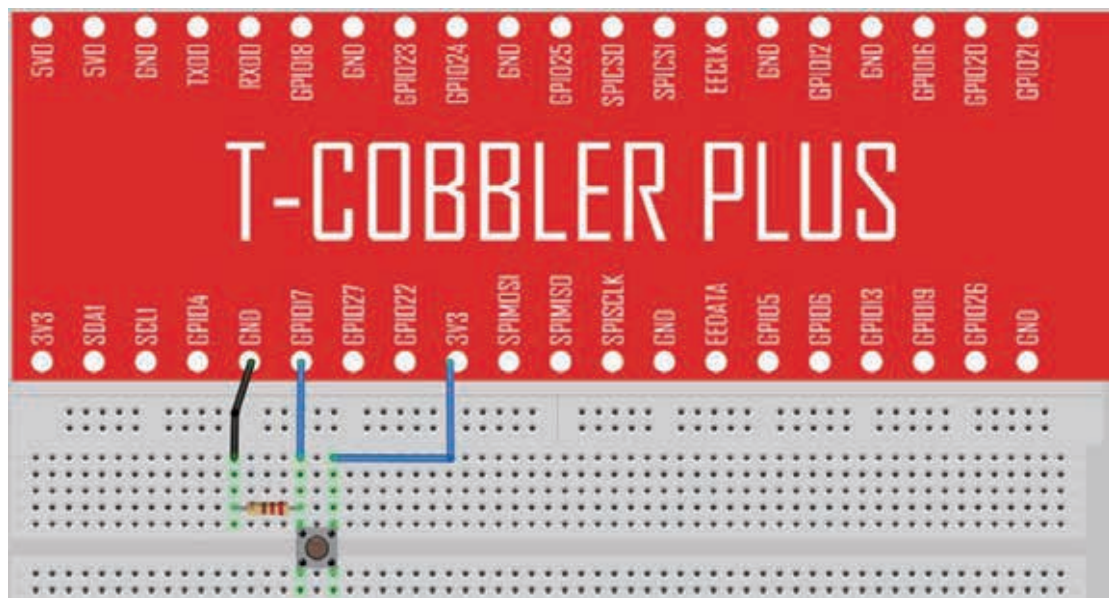 5V0
5V0
GND
TXD0
RXD0
GPIO18
GND
GPIO23
GPIO24
GND
GPIO25
SPICS0
SPICS1
EECLK
GND
GPIO2
GND
GPIO16
GPIO20
GPIO21
T-COBBLER PLUS
3V3
SDA1
SCL1
GPIO4
GND
GPIO17
GPIO27
GPIO22
3V3
SPIMOSI
SPIMISO
SPISCLK
GND
EEDATA
GPIO5
GPIO6
GPIO13
GPIO19
GPIO26
GND